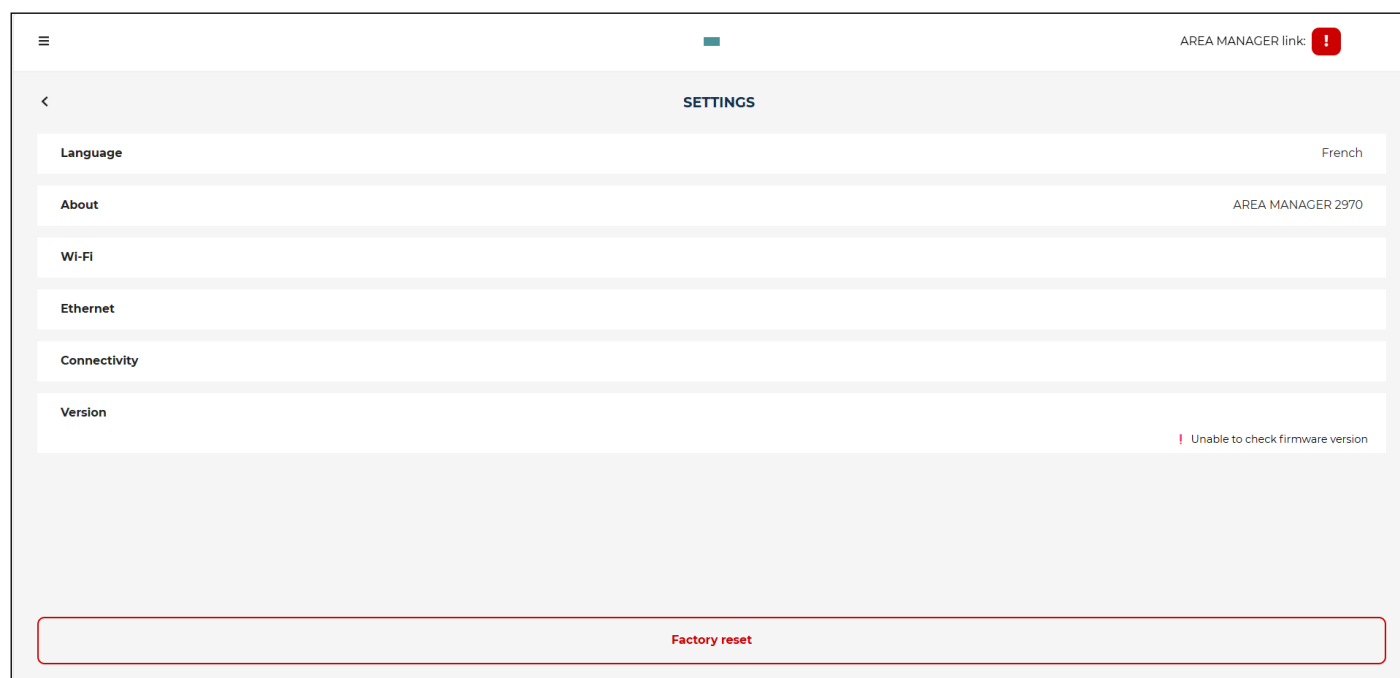 AREA MANAGER link: !
SETTINGS
Language French
About AREA MANAGER 2970
Wi-Fi
Ethernet
Connectivity
Version
! Unable to check firmware version
Factory reset